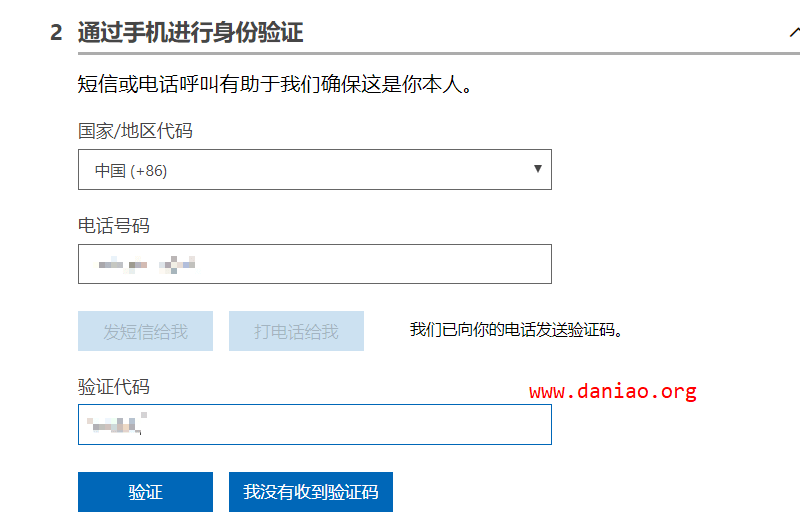 2 通过手机进行身份验证
短信或电话呼叫有助于我们确保这是你本人。
国家/地区代码
中国 (+86)
电话号码
发短信给我 打电话给我 我们已向你的电话发送验证码。
验证代码
www.daniao.org
验证 我没有收到验证码